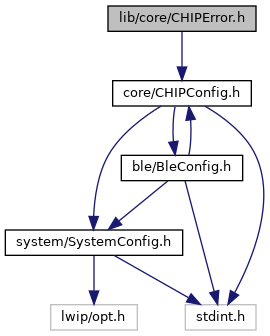 lib/core/CHIPError.h
core/CHIPConfig.h
ble/BleConfig.h
system/SystemConfig.h
lwip/opt.h
stdint.h